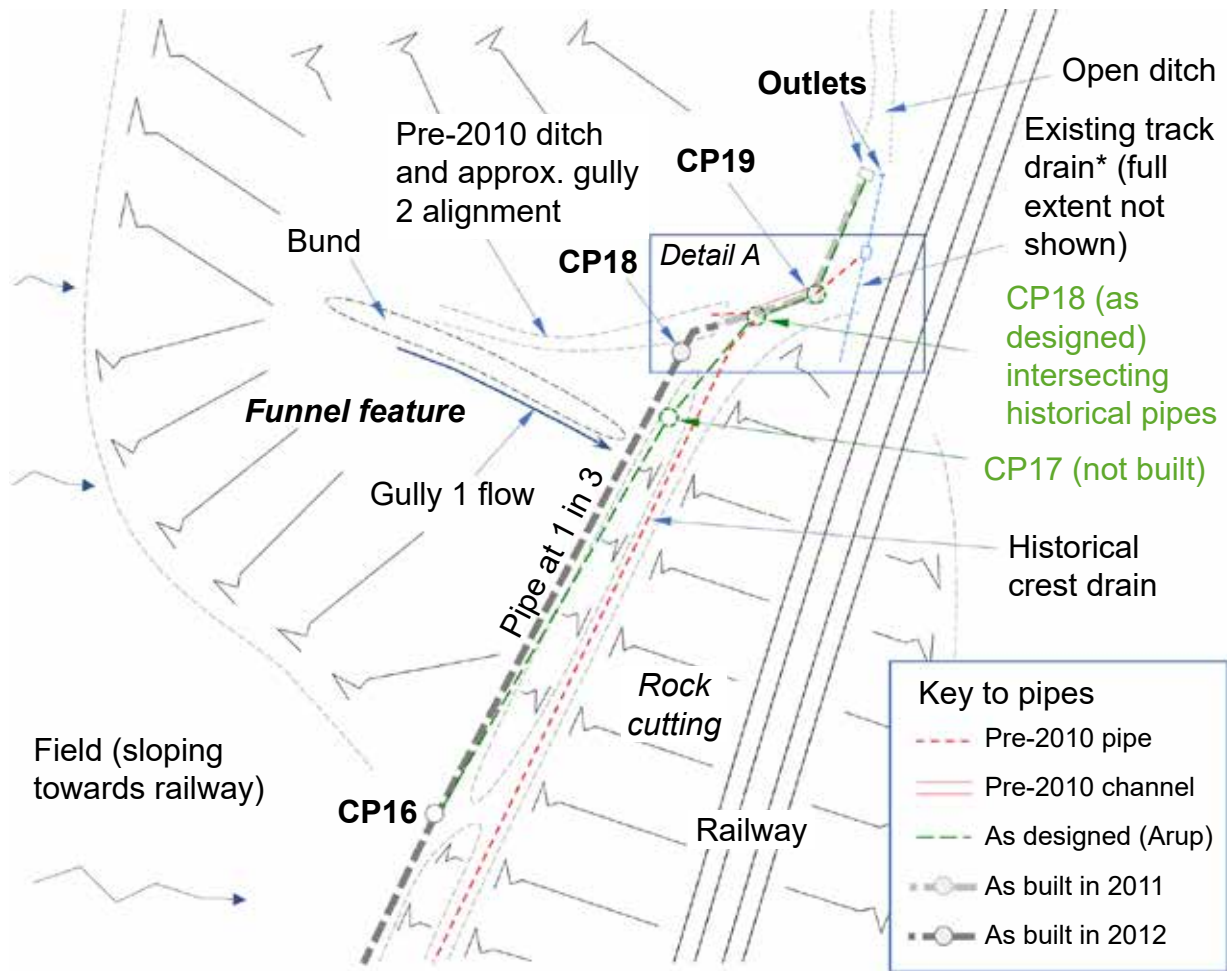 Outlets
Open ditch
Pre-2010 ditch
and approx. gully
2 alignment
CP19
Existing track
drain* (full
extent not
shown)
Bund
CP18
Detail A
CP18 (as
designed)
intersecting
historical pipes
Funnel feature
CP17 (not built)
Gully 1 flow
Pipe at 1 in 3
Historical
crest drain
Rock
cutting
Field (sloping
towards railway)
CP16
Railway
Key to pipes
Pre-2010 pipe
Pre-2010 channel
As designed (Arup)
As built in 2011
As built in 2012